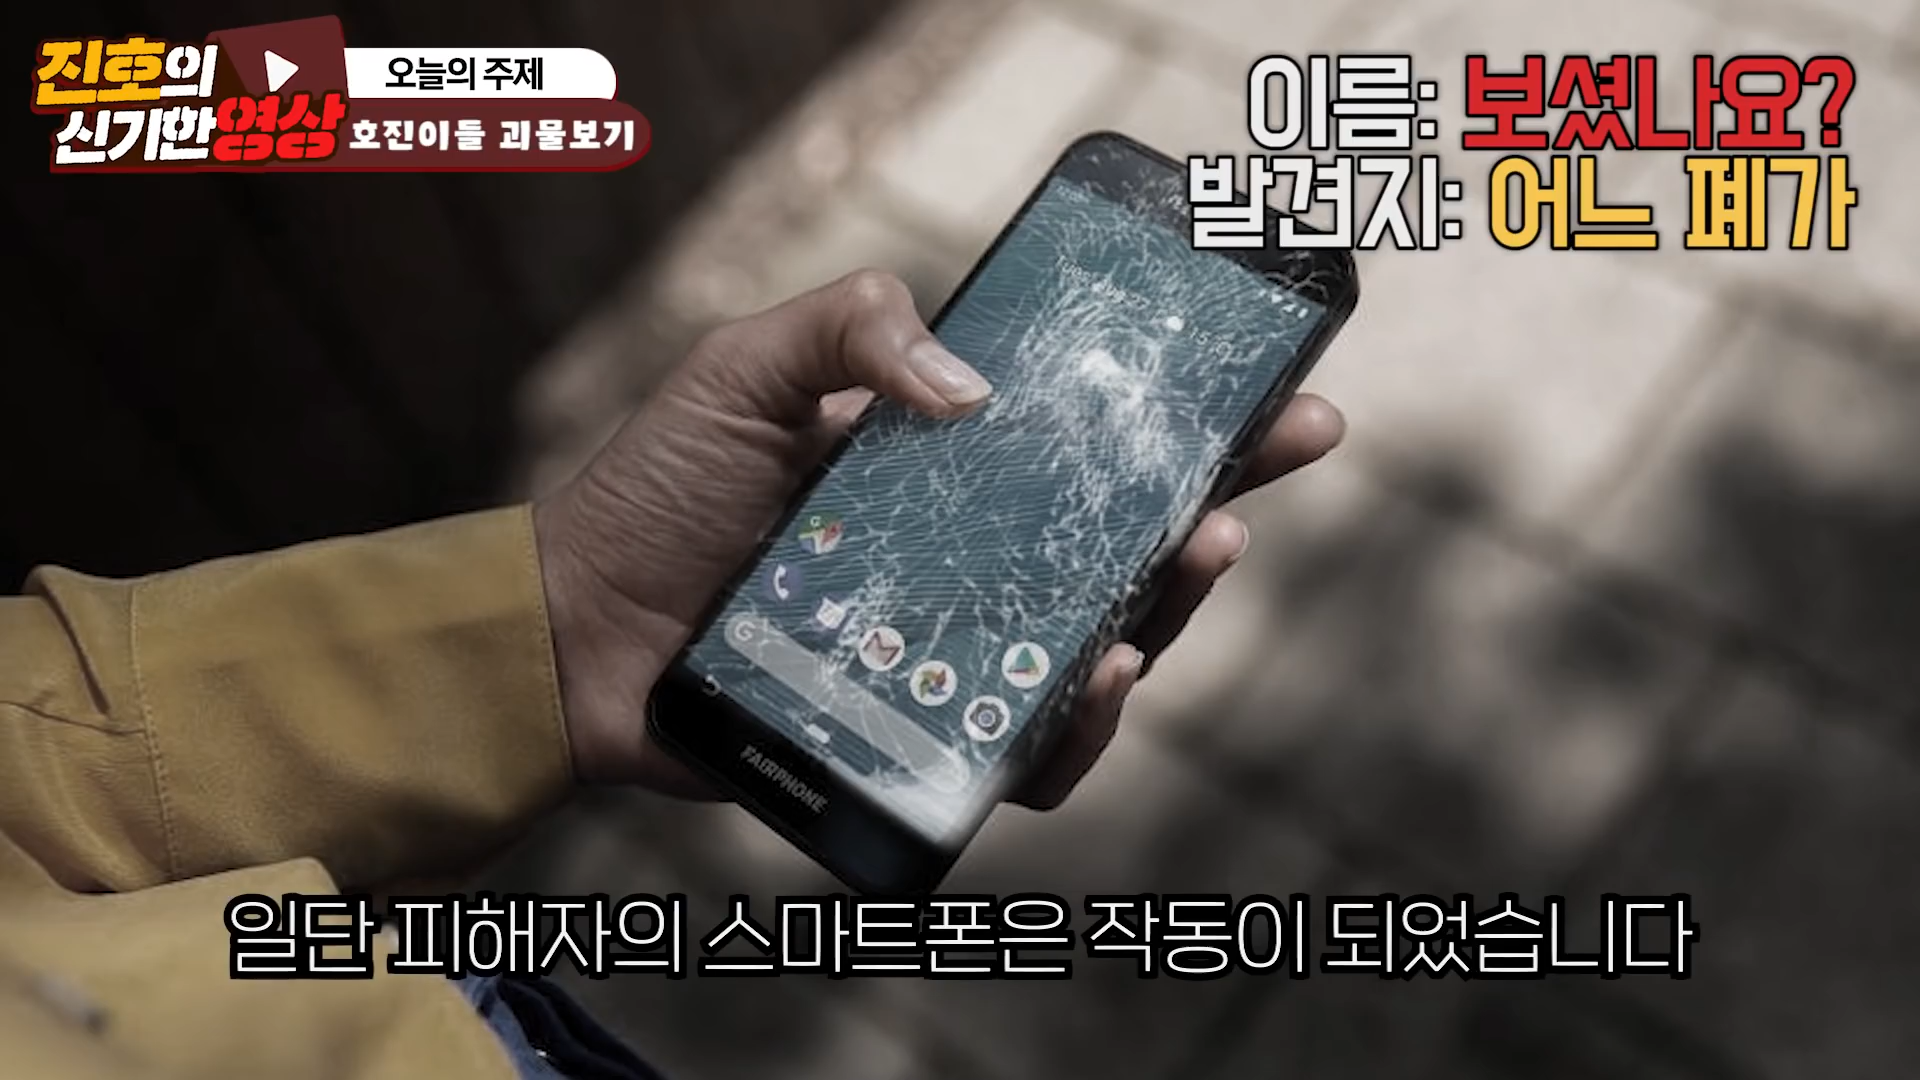 진호의
신기한영상
오늘의 주제
호진이들 괴물보기
이름: 보셨나요?
발견지: 어느 폐가
G
FAIRPHONE
일단 피해자의 스마트폰은 작동이 되었습니다